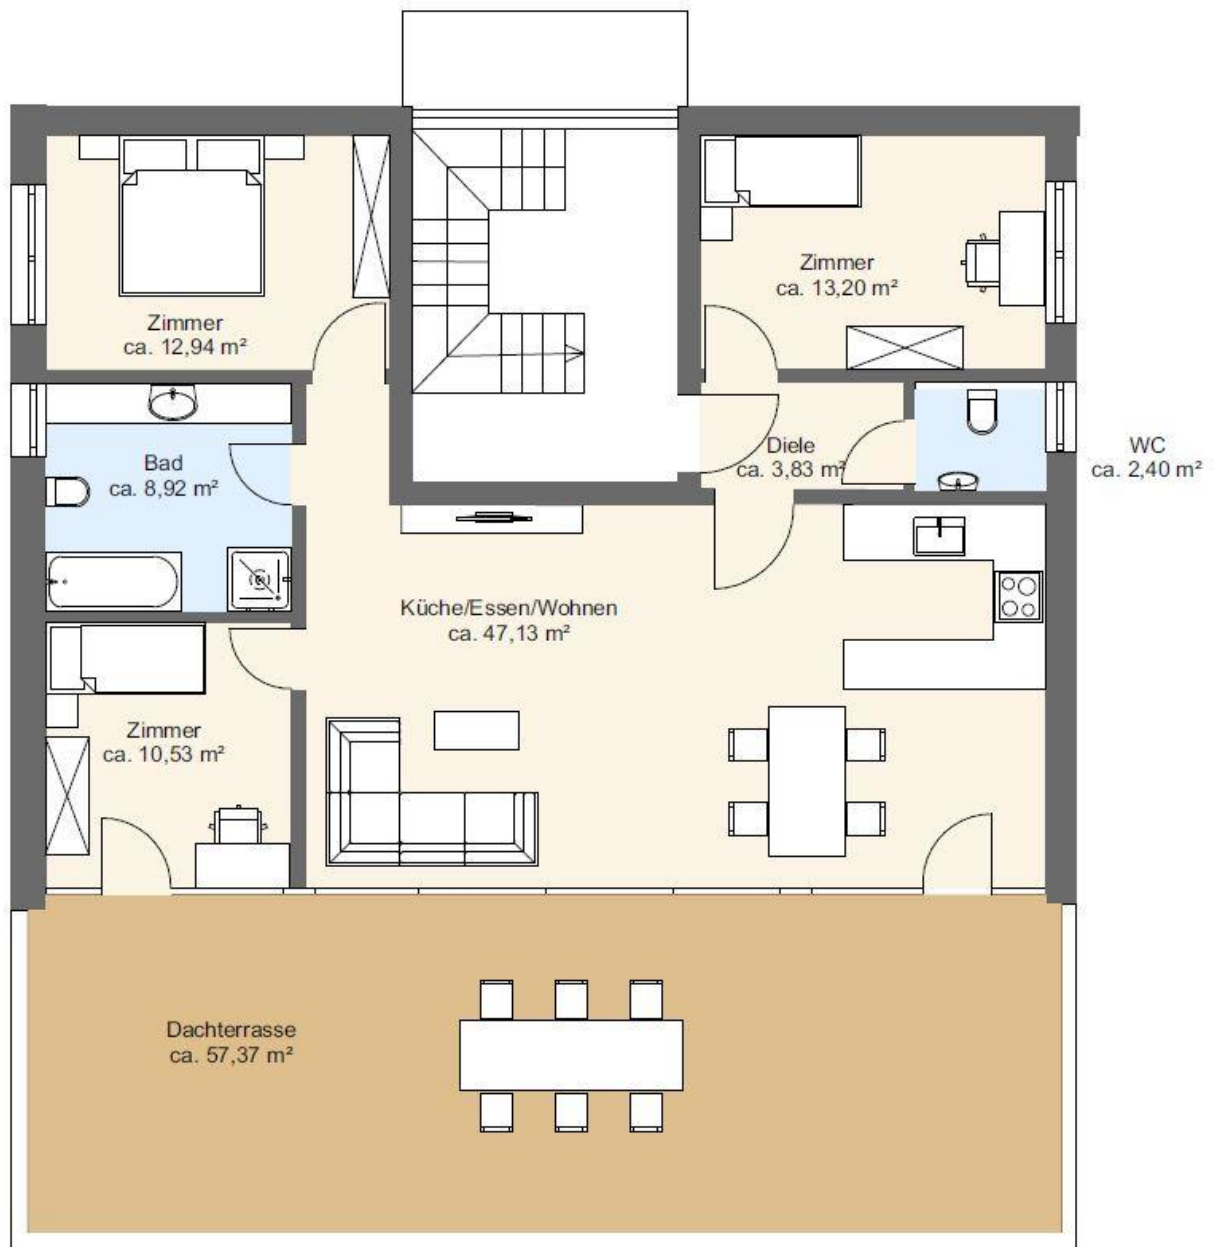 Zimmer
ca. 13,20 m²
Zimmer
ca. 12,94 m²
Diele
ca. 3,83 m²
WC
ca. 2,40 m²
Bad
ca. 8,92 m²
Küche/Essen/Wohnen
ca. 47,13 m²
Zimmer
ca. 10,53 m²
Dachterrasse
ca. 57,37 m²